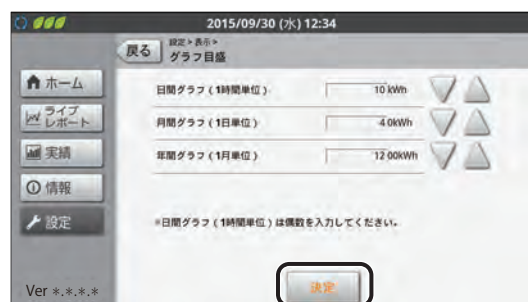 2015/09/30 (水) 12:34
戻る
設定>表示>
グラフ目盛
ホーム
ライブレポート
実績
情報
設定
日間グラフ(1時間単位)
10 kWh
月間グラフ(1日単位)
40kWh
年間グラフ(1月単位)
1200kWh
*日間グラフ(1時間単位)は偶数を入力してください。
決定
Ver *.*.*.*